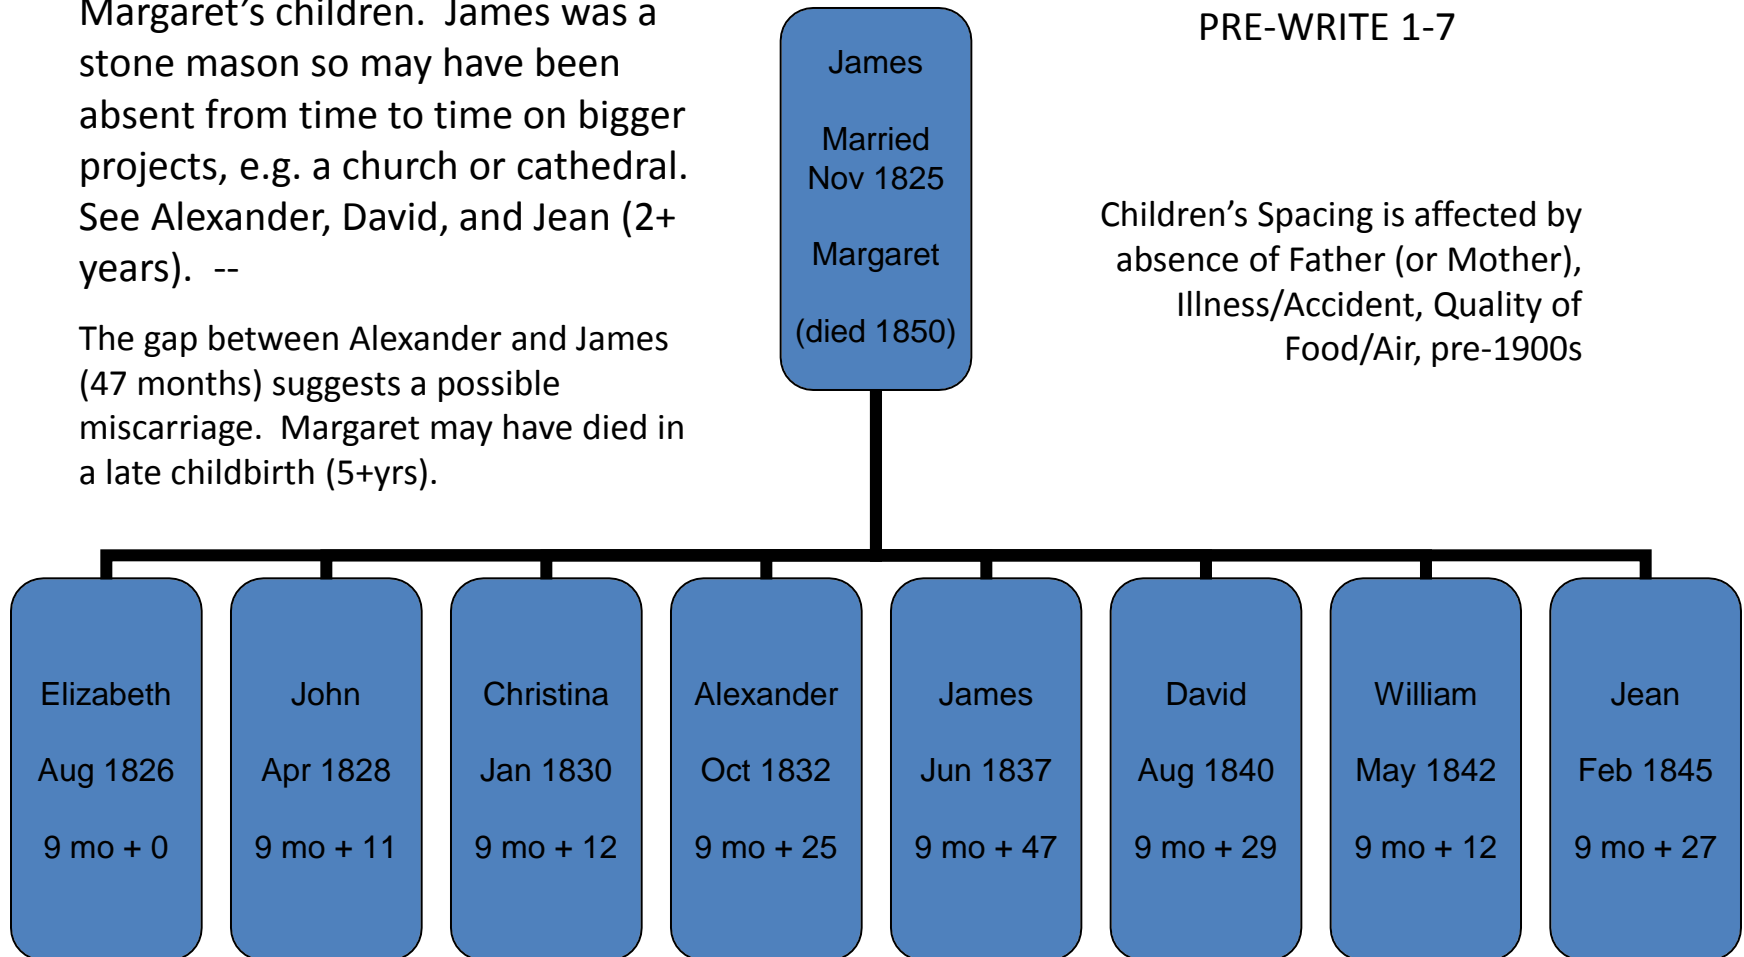 Margaret’s children.  James was a
stone mason so may have been
absent from time to time on bigger
projects, e.g. a church or cathedral.
See Alexander, David, and Jean (2+
years).  --
The gap between Alexander and James
(47 months) suggests a possible
miscarriage.  Margaret may have died in
a late childbirth (5+yrs).
James
Married
Nov 1825
Margaret
(died 1850)
PRE-WRITE 1-7
Children’s Spacing is affected by
absence of Father (or Mother),
Illness/Accident, Quality of
Food/Air, pre-1900s
Elizabeth
Aug 1826
9 mo + 0
John
Apr 1828
9 mo + 11
Christina
Jan 1830
9 mo + 12
Alexander
Oct 1832
9 mo + 25
James
Jun 1837
9 mo + 47
David
Aug 1840
9 mo + 29
William
May 1842
9 mo + 12
Jean
Feb 1845
9 mo + 27